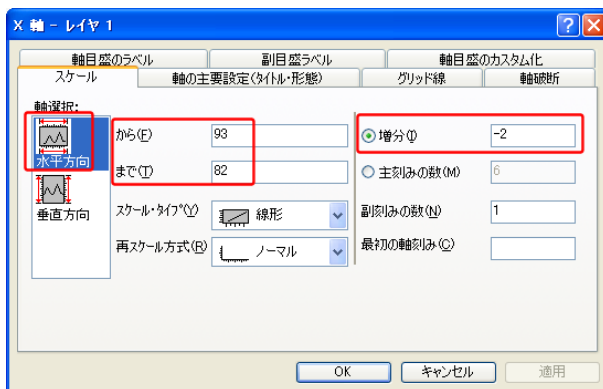 X 軸 - レイヤ 1
軸目盛のラベル 副目盛ラベル 軸目盛のカスタム化
スケール 軸の主要設定(タイトル・形態) グリッド線 軸破断
軸選択:
水平方向
垂直方向
から(F) 93
まで(T) 82
スケール・タイプ(Y) 線形
再スケール方式(R) ノーマル
増分(I) -2
主刻みの数(M) 6
副刻みの数(N) 1
最初の軸刻み(C)
OK キャンセル 適用